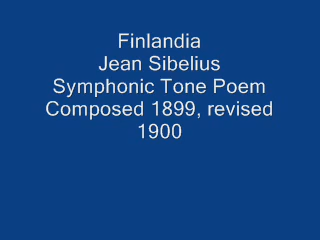 Finlandia
Jean Sibelius
Symphonic Tone Poem
Composed 1899, revised
1900